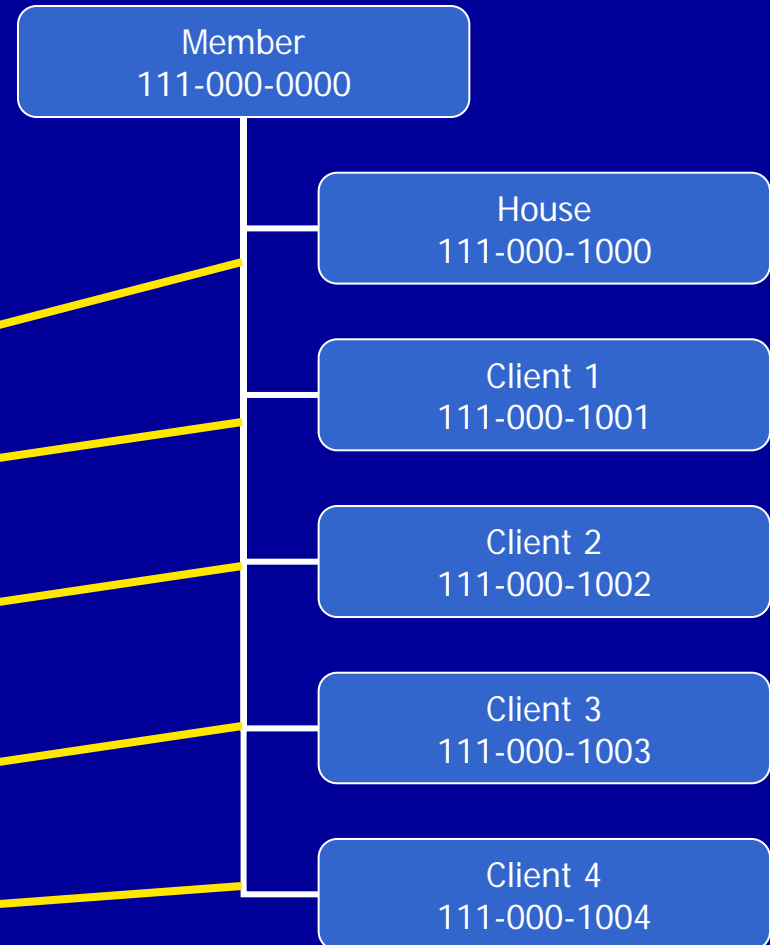 Member
111-000-0000
House
111-000-1000
Client 1
111-000-1001
Client 2
111-000-1002
Client 3
111-000-1003
Client 4
111-000-1004